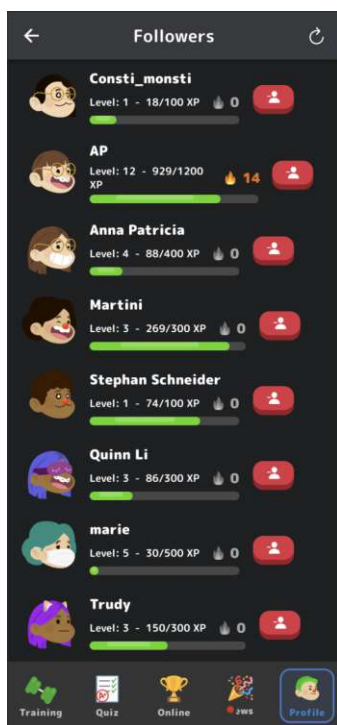 Followers
Consti_monsti
Level: 1 - 18/100 XP 0
AP
Level: 12 - 929/1200
XP
14
Anna Patricia
Level: 4 - 88/400 XP 0
Martini
Level: 3 - 269/300 XP 0
Stephan Schneider
Level: 1 - 74/100 XP 0
Quinn Li
Level: 3 - 86/300 XP 0
marie
Level: 5 - 30/500 XP 0
Trudy
Level: 3 - 150/300 XP 0
Training Quiz Online ews Profile